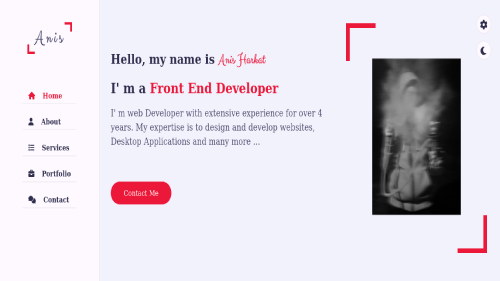 Anis
Home
About
Services
Portfolio
Contact
Hello, my name is Anis Harkat
I' m a Front End Developer
I' m web Developer with extensive experience for over 4
years. My expertise is to design and develop websites,
Desktop Applications and many more ...
Contact Me